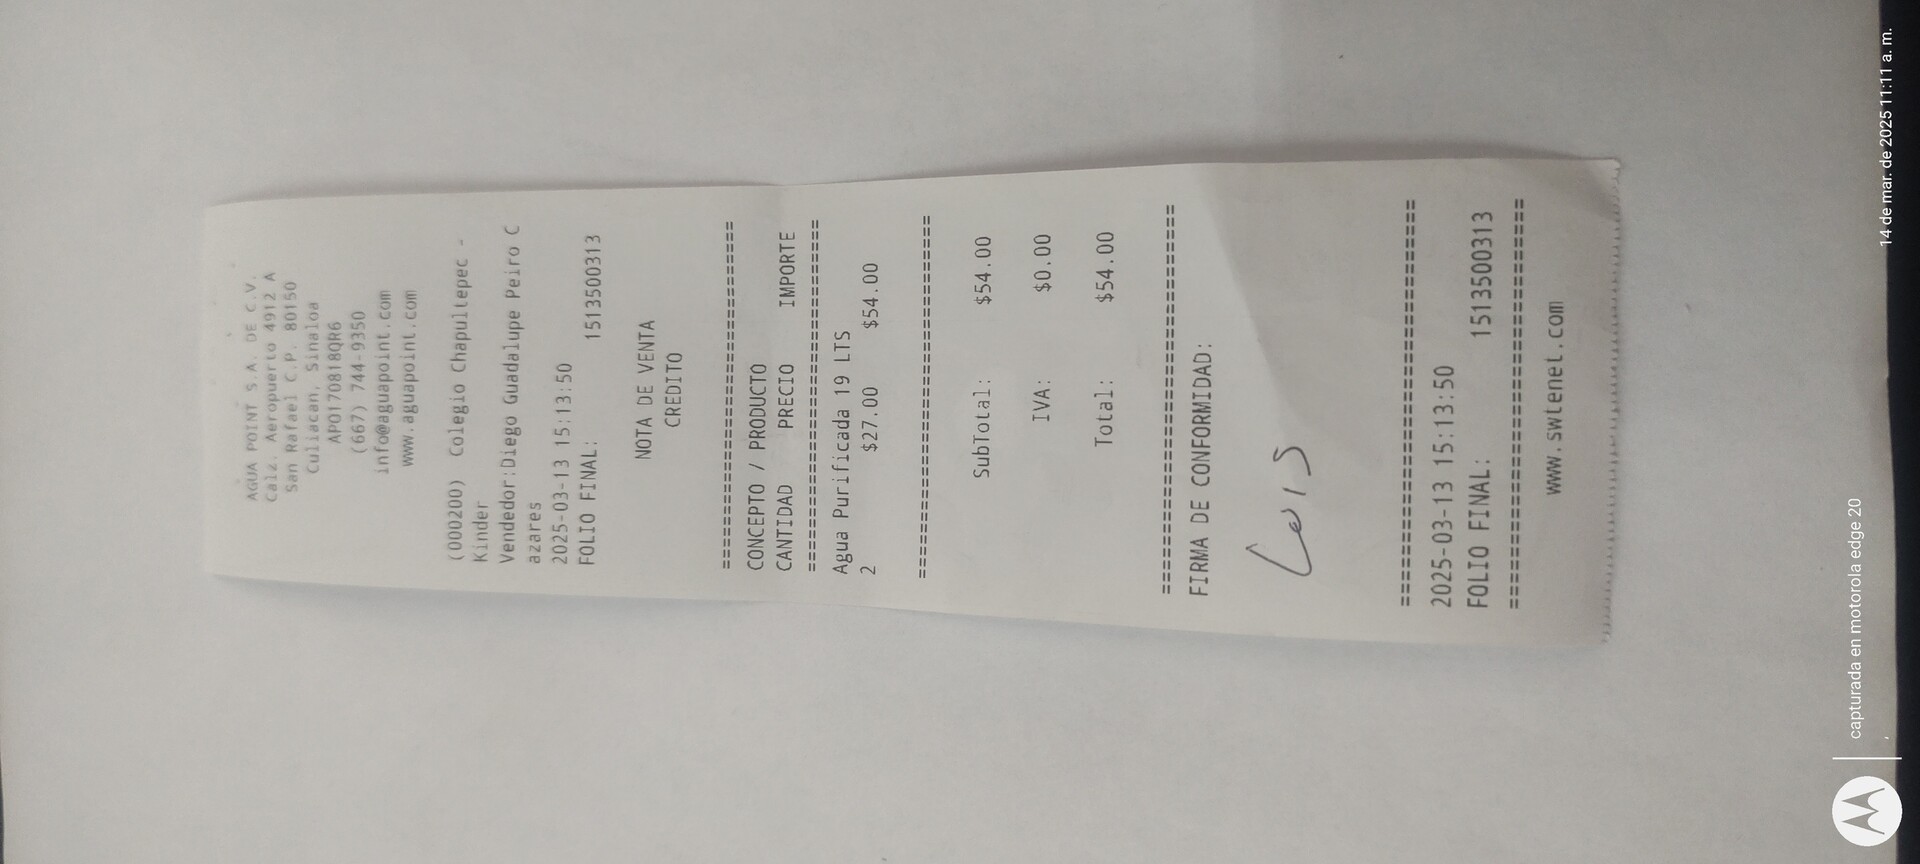 AGUA POINT S.A. DE C.V.
Calz. Aeropuerto 4912 A
San Rafael C.P. 80150
Culiacan, Sinaloa
APO170818QR6
(667) 744-9350
info@aguapoint.com
www.aguapoint.com
(000200) Colegio Chapultepec -
Kinder
Vendedor:Diego Guadalupe Peiro C
azares
2025-03-13 15:13:50
FOLIO FINAL: 1513500313
NOTA DE VENTA
CREDITO
================================
CONCEPTO / PRODUCTO
CANTIDAD PRECIO IMPORTE
================================
Agua Purificada 19 LTS
2 $27.00 $54.00
================================
SubTotal: $54.00
IVA: $0.00
Total: $54.00
================================
FIRMA DE CONFORMIDAD:
Luis
================================
2025-03-13 15:13:50
FOLIO FINAL: 1513500313
================================
www.swtenet.com
capturada en motorola edge 20
14 de mar. de 2025 11:11 a. m.